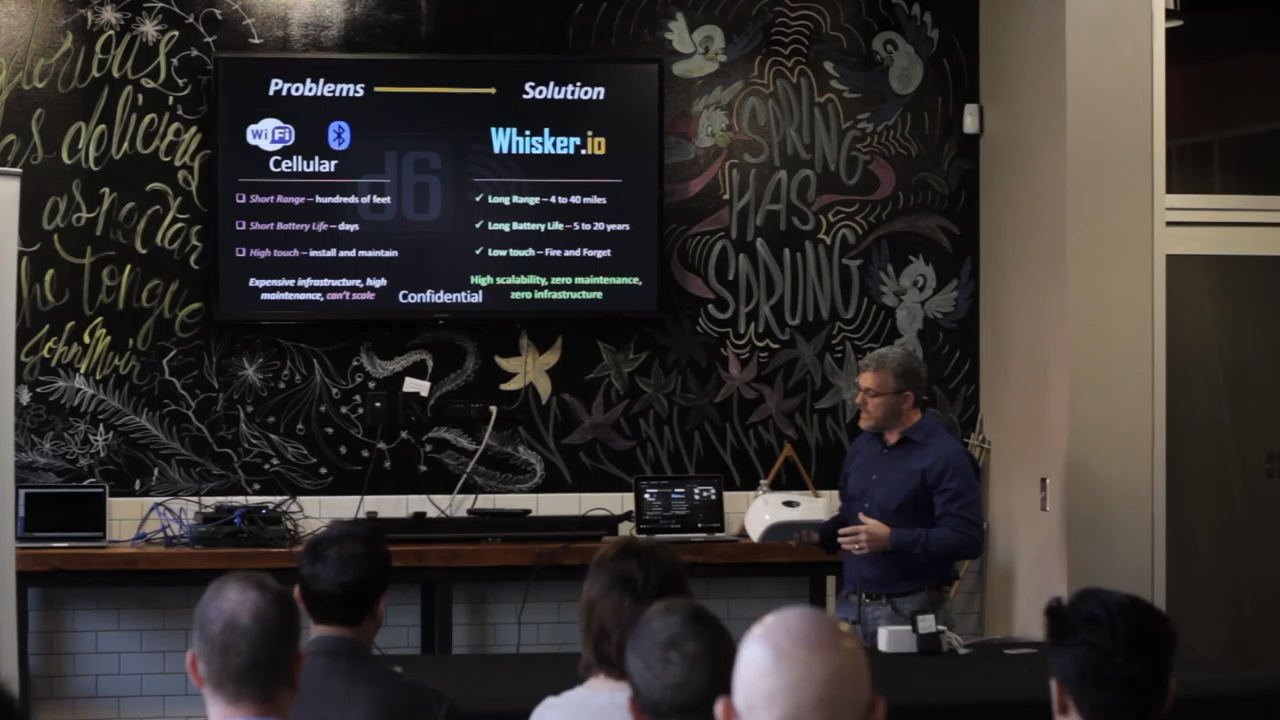 glorious
as delicious
as nectar
the tongue
John Muir
Problems
Solution
WiFi
Cellular
Whisker.io
Short Range – hundreds of feet
Short Battery Life – days
High touch – install and maintain
Expensive infrastructure, high
maintenance, can't scale
✓ Long Range – 4 to 40 miles
✓ Long Battery Life – 5 to 20 years
✓ Low touch – Fire and Forget
High scalability, zero maintenance,
zero infrastructure
Confidential
d6
SPRING
HAS
SPRUNG